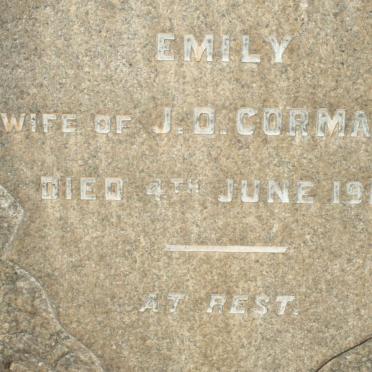 EMILY
WIFE OF J.D. CORMA
DIED 4TH JUNE 19
AT REST.